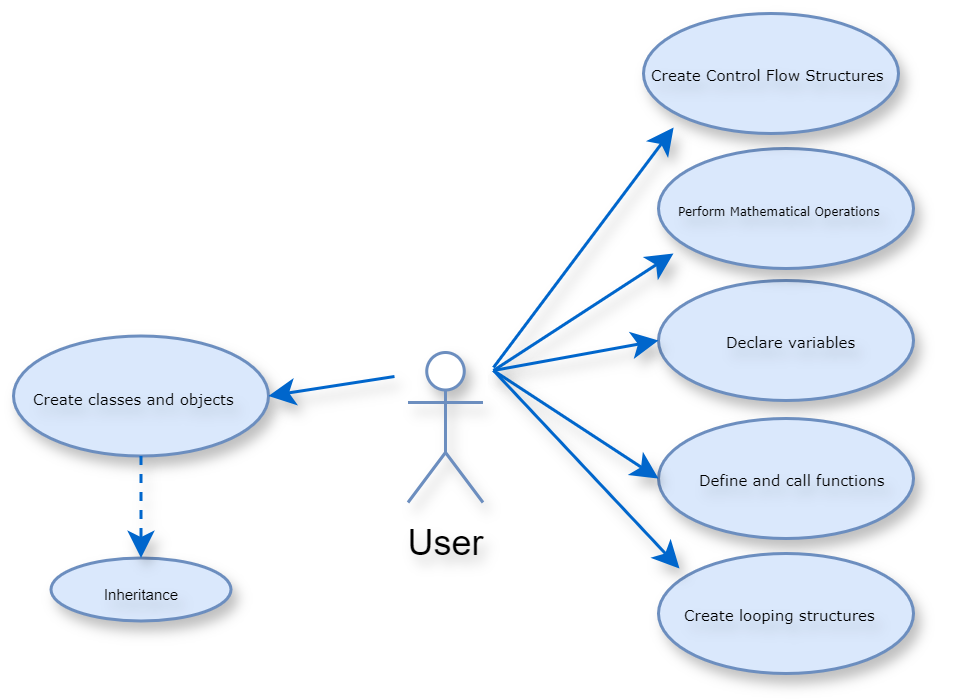 Create Control Flow Structures
Perform Mathematical Operations
Declare variables
Create classes and objects
Define and call functions
User
Inheritance
Create looping structures